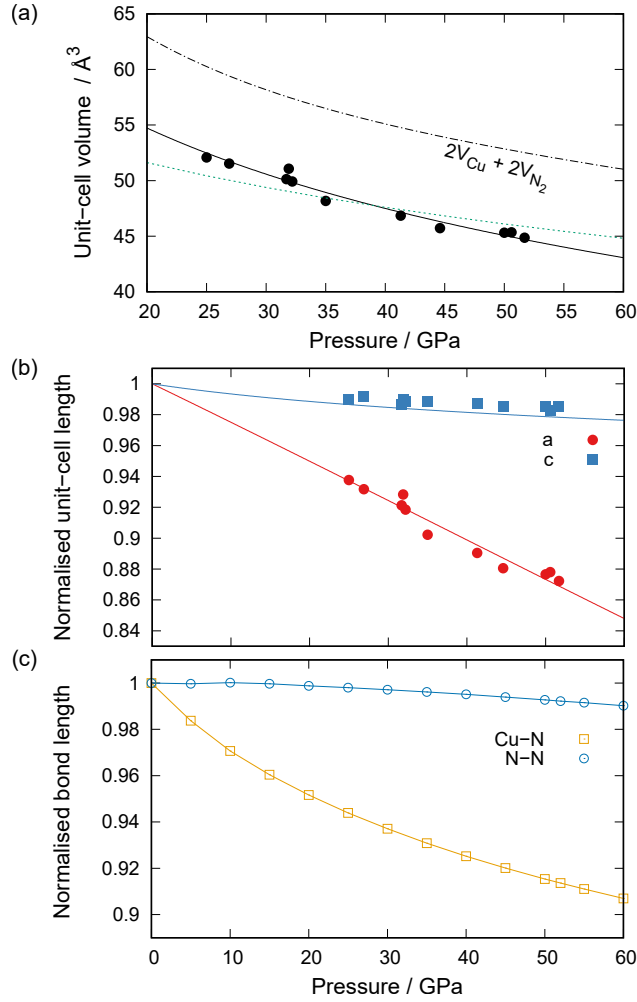 (a)
Unit−cell volume / Å³
65
60
55
50
45
40
2V_Cu + 2V_N₂
20 25 30 35 40 45 50 55 60
Pressure / GPa
(b)
Normalised unit−cell length
1
0.98
0.96
0.94
0.92
0.9
0.88
0.86
0.84
a
c
(c)
Normalised bond length
1
0.98
0.96
0.94
0.92
0.9
Cu−N
N−N
0 10 20 30 40 50 60
Pressure / GPa